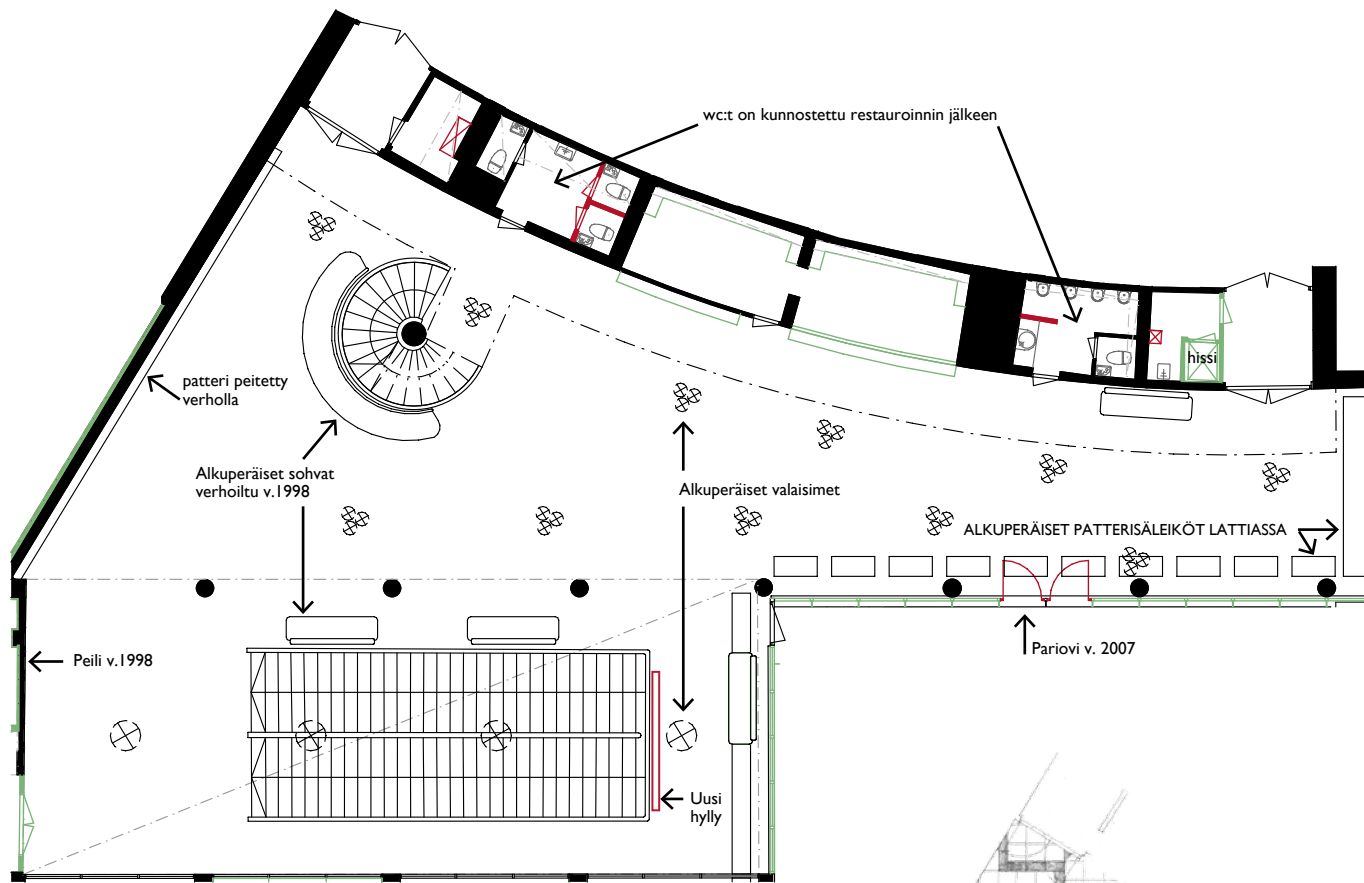 wc:t on kunnostettu restauroinnin jälkeen
hissi
patteri peitetty
verholla
Alkuperäiset sohvat
verhoiltu v.1998
Alkuperäiset valaisimet
ALKUPERÄISET PATTERISÄLEIKÖT LATTIASSA
Peili v.1998
Pariovi v. 2007
Uusi
hylly